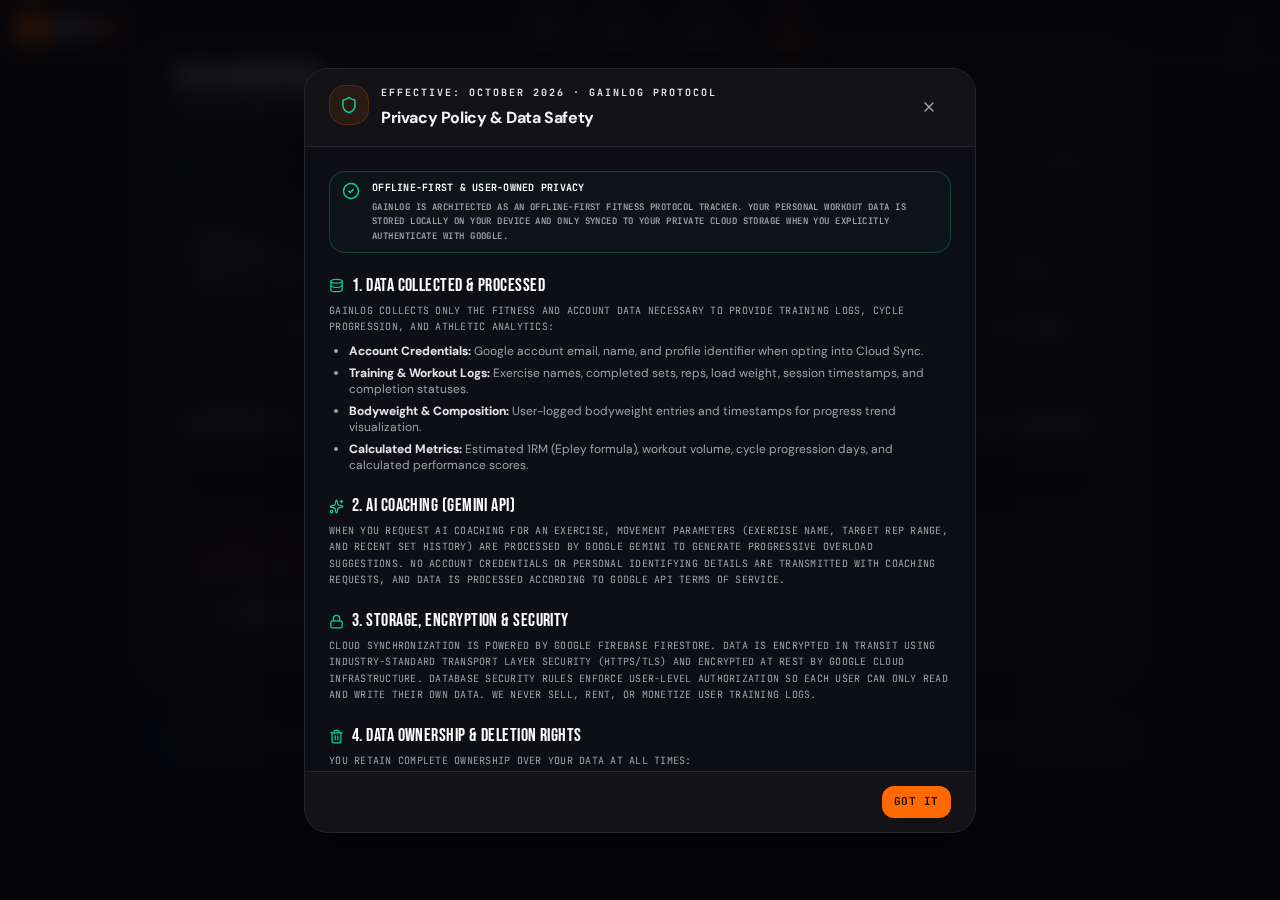 EFFECTIVE: OCTOBER 2026 · GAINLOG PROTOCOL
Privacy Policy & Data Safety
OFFLINE-FIRST & USER-OWNED PRIVACY
GAINLOG IS ARCHITECTED AS AN OFFLINE-FIRST FITNESS PROTOCOL TRACKER. YOUR PERSONAL WORKOUT DATA IS
STORED LOCALLY ON YOUR DEVICE AND ONLY SYNCED TO YOUR PRIVATE CLOUD STORAGE WHEN YOU EXPLICITLY
AUTHENTICATE WITH GOOGLE.
1. DATA COLLECTED & PROCESSED
GAINLOG COLLECTS ONLY THE FITNESS AND ACCOUNT DATA NECESSARY TO PROVIDE TRAINING LOGS, CYCLE
PROGRESSION, AND ATHLETIC ANALYTICS:
• Account Credentials: Google account email, name, and profile identifier when opting into Cloud Sync.
• Training & Workout Logs: Exercise names, completed sets, reps, load weight, session timestamps, and
completion statuses.
• Bodyweight & Composition: User-logged bodyweight entries and timestamps for progress trend
visualization.
• Calculated Metrics: Estimated 1RM (Epley formula), workout volume, cycle progression days, and
calculated performance scores.
2. AI COACHING (GEMINI API)
WHEN YOU REQUEST AI COACHING FOR AN EXERCISE, MOVEMENT PARAMETERS (EXERCISE NAME, TARGET REP RANGE,
AND RECENT SET HISTORY) ARE PROCESSED BY GOOGLE GEMINI TO GENERATE PROGRESSIVE OVERLOAD
SUGGESTIONS. NO ACCOUNT CREDENTIALS OR PERSONAL IDENTIFYING DETAILS ARE TRANSMITTED WITH COACHING
REQUESTS, AND DATA IS PROCESSED ACCORDING TO GOOGLE API TERMS OF SERVICE.
3. STORAGE, ENCRYPTION & SECURITY
CLOUD SYNCHRONIZATION IS POWERED BY GOOGLE FIREBASE FIRESTORE. DATA IS ENCRYPTED IN TRANSIT USING
INDUSTRY-STANDARD TRANSPORT LAYER SECURITY (HTTPS/TLS) AND ENCRYPTED AT REST BY GOOGLE CLOUD
INFRASTRUCTURE. DATABASE SECURITY RULES ENFORCE USER-LEVEL AUTHORIZATION SO EACH USER CAN ONLY READ
AND WRITE THEIR OWN DATA. WE NEVER SELL, RENT, OR MONETIZE USER TRAINING LOGS.
4. DATA OWNERSHIP & DELETION RIGHTS
YOU RETAIN COMPLETE OWNERSHIP OVER YOUR DATA AT ALL TIMES:
GOT IT